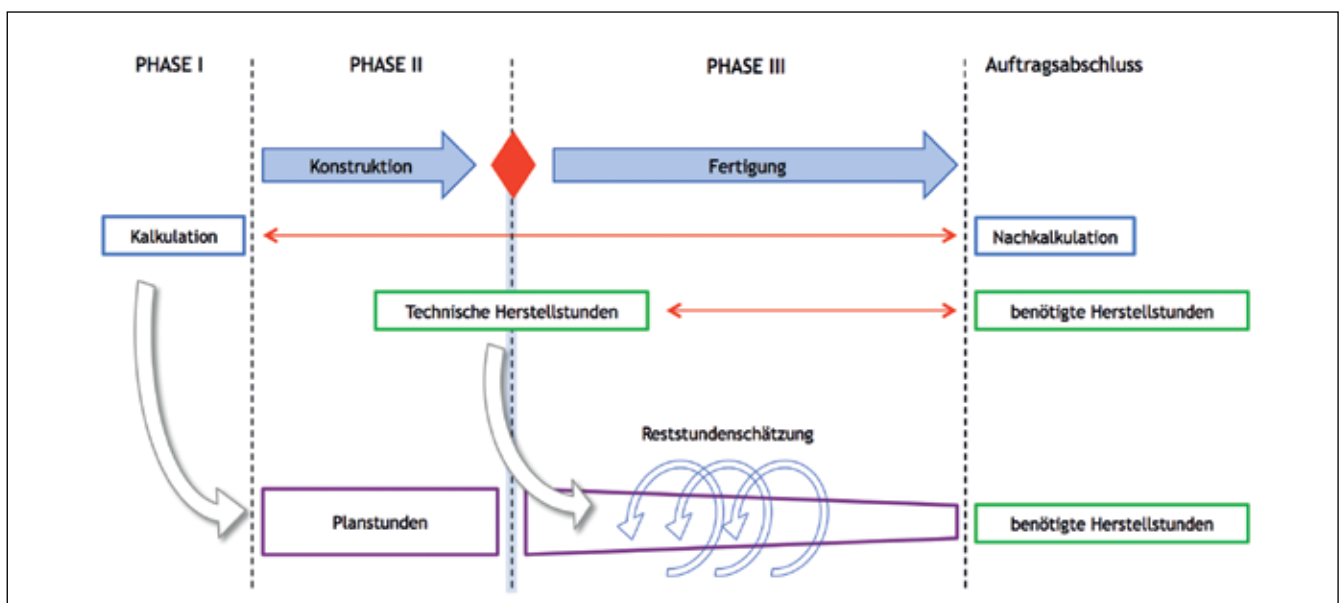 PHASE I
PHASE II
PHASE III
Auftragsabschluss
Konstruktion
Fertigung
Kalkulation
Nachkalkulation
Technische Herstellstunden
benötigte Herstellstunden
Reststundenschätzung
Planstunden
benötigte Herstellstunden